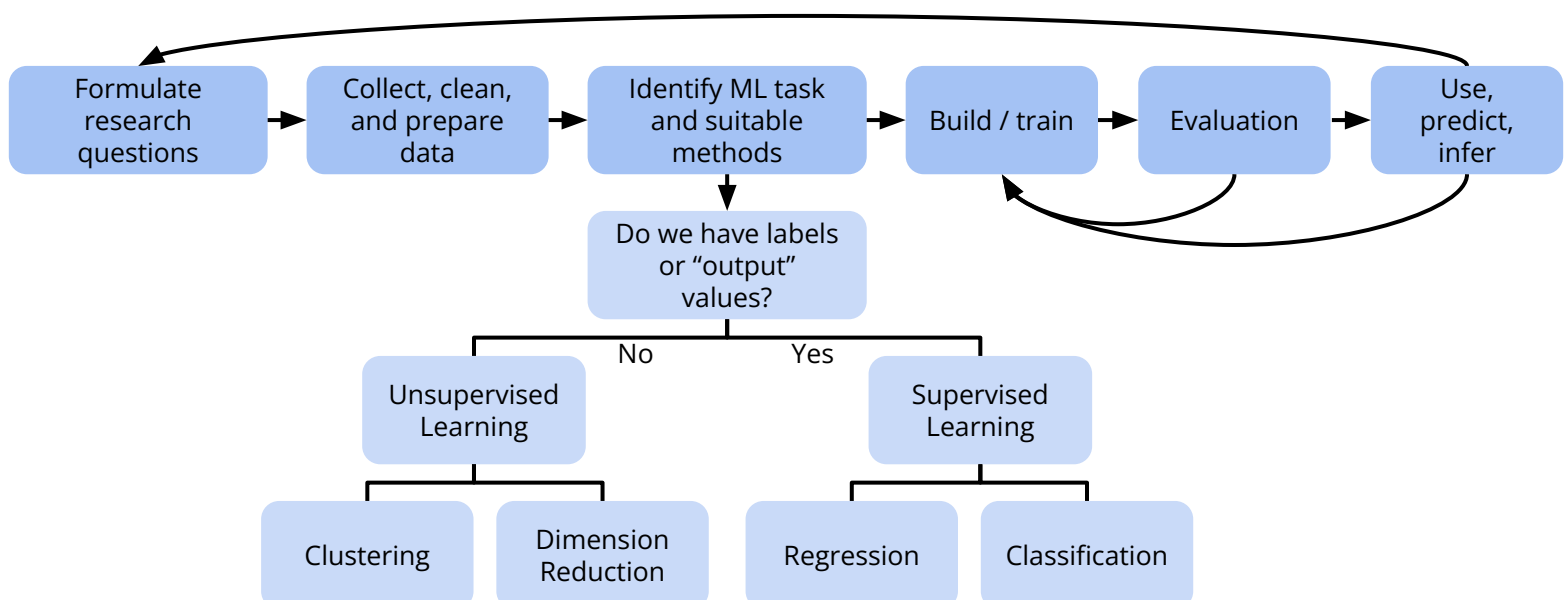 Formulate
research
questions
Collect, clean,
and prepare
data
Identify ML task
and suitable
methods
Build / train
Evaluation
Use,
predict,
infer
Do we have labels
or “output”
values?
No
Yes
Unsupervised
Learning
Supervised
Learning
Clustering
Dimension
Reduction
Regression
Classification